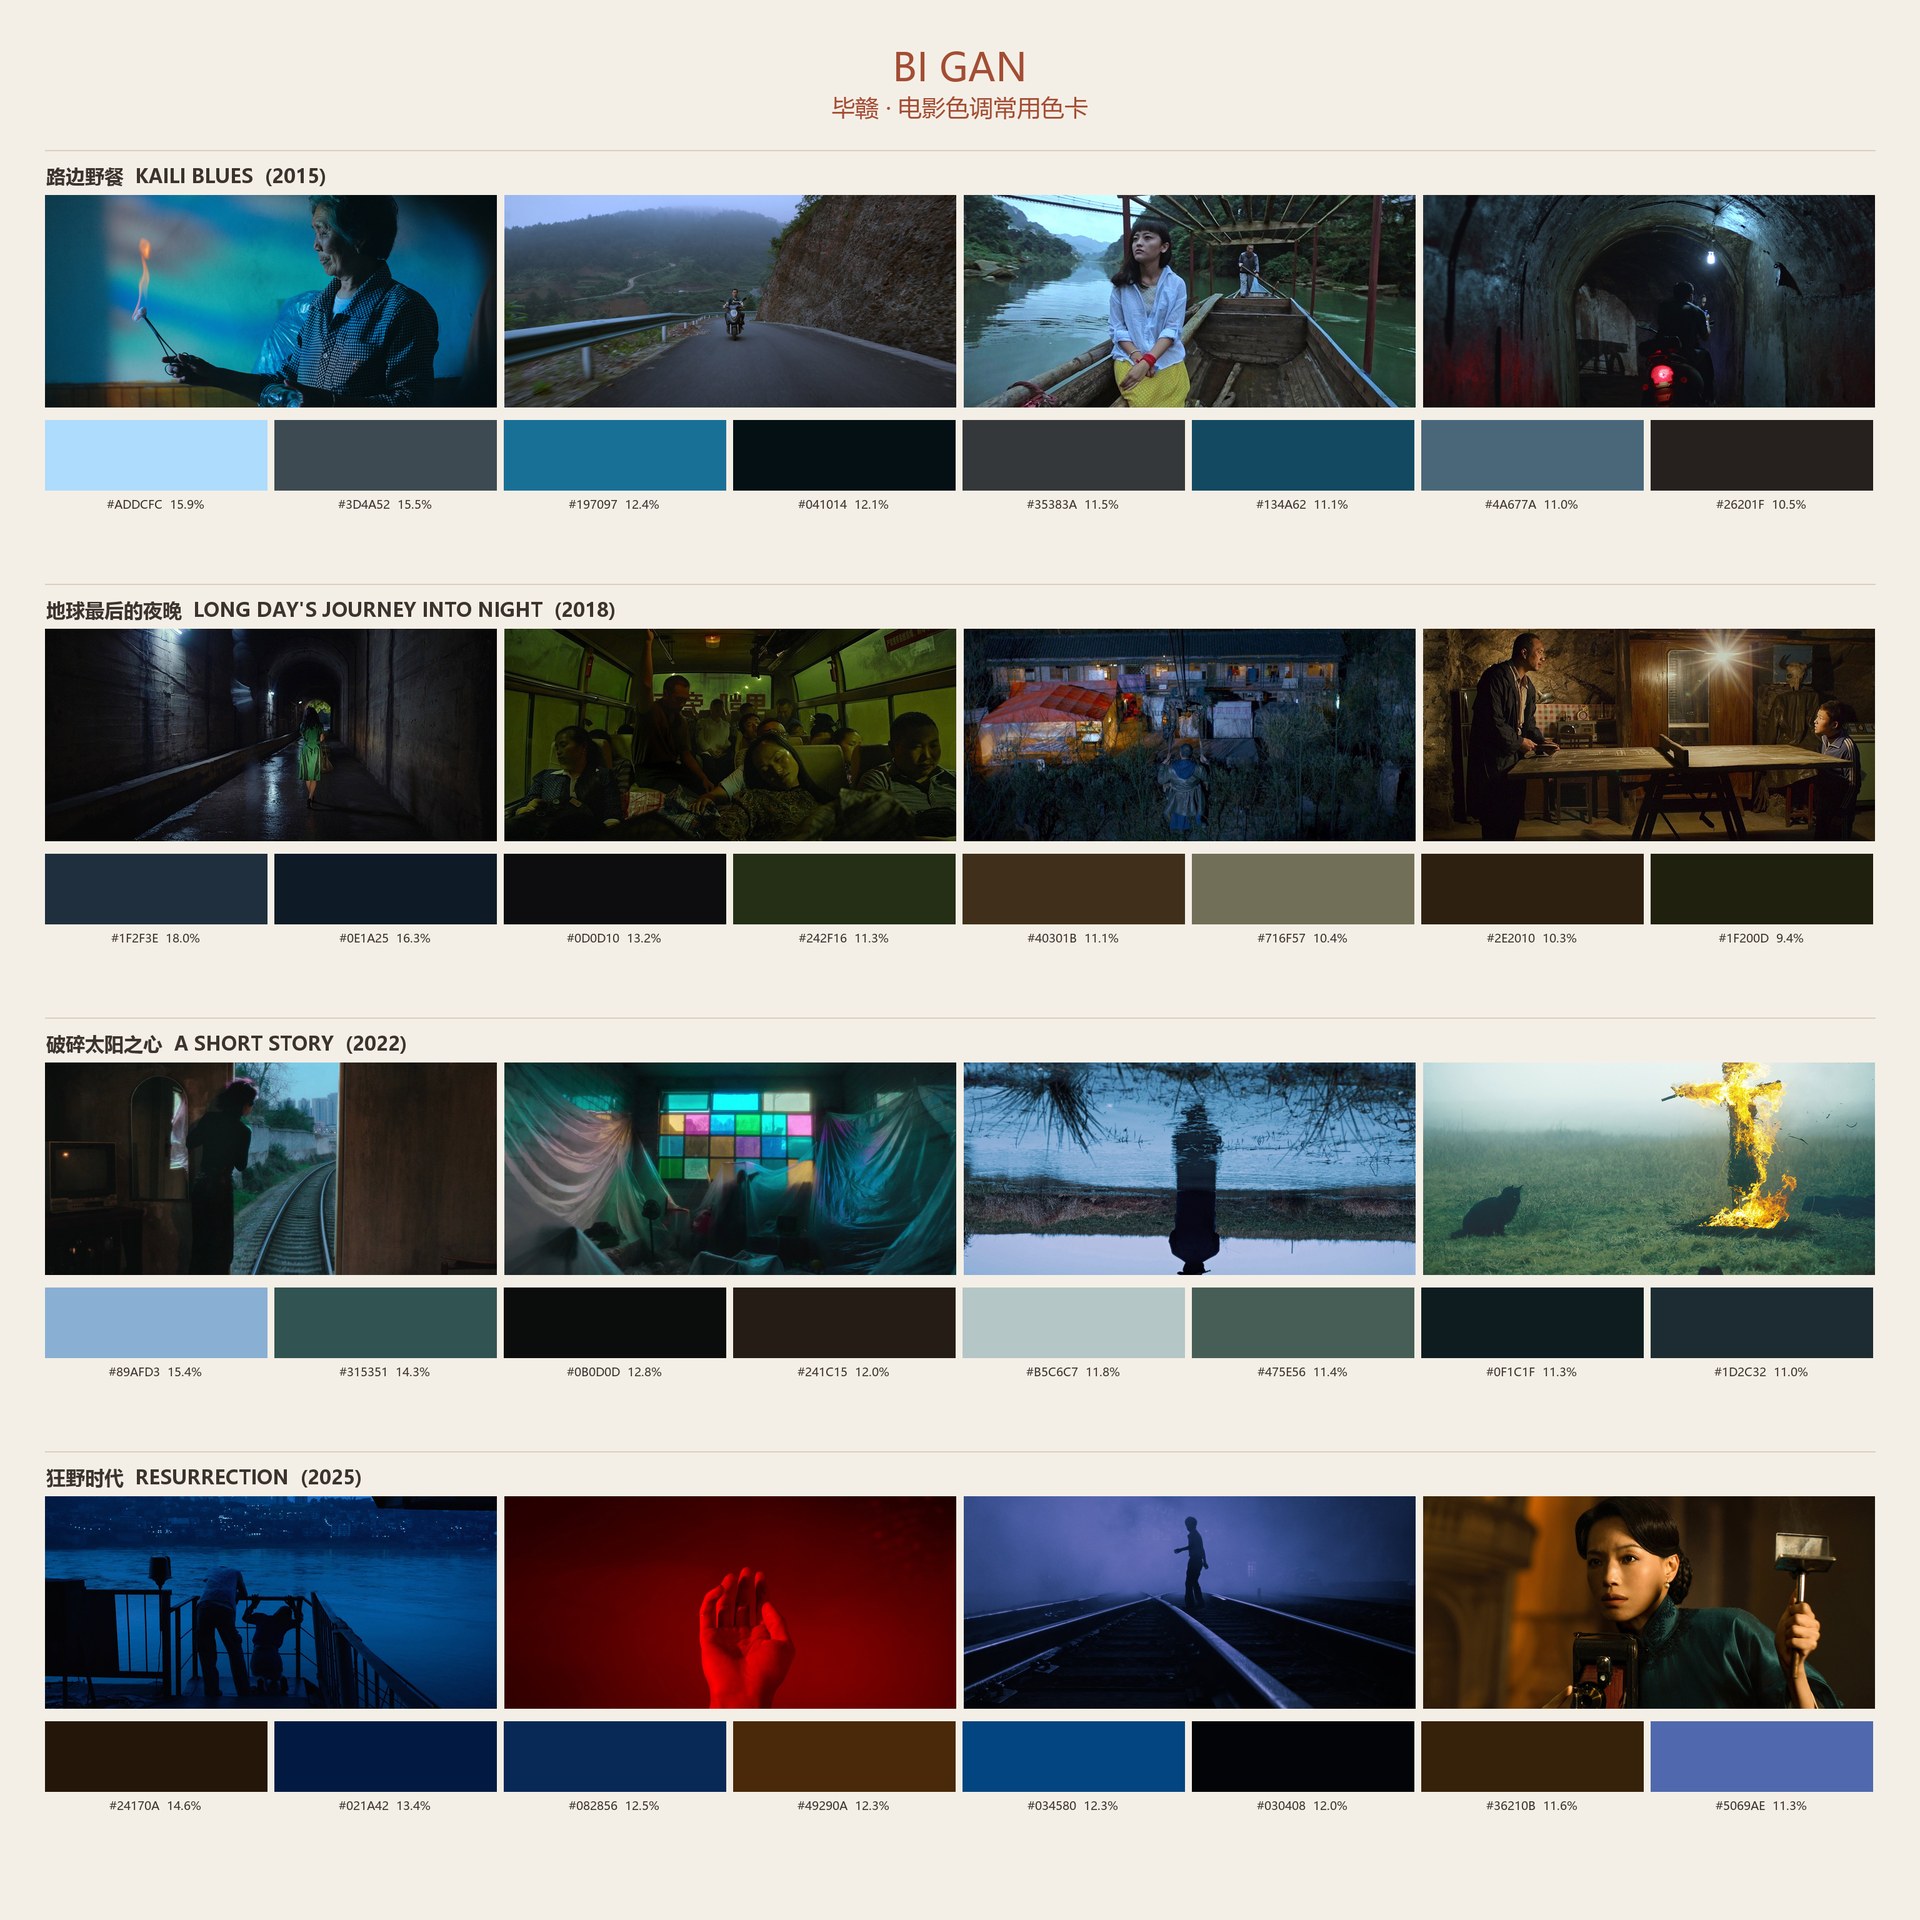 BI GAN
毕赣 · 电影色调常用色卡
路边野餐 KAILI BLUES (2015)
#ADDCFC 15.9%
#3D4A52 15.5%
#197097 12.4%
#041014 12.1%
#35383A 11.5%
#134A62 11.1%
#4A677A 11.0%
#26201F 10.5%
地球最后的夜晚 LONG DAY'S JOURNEY INTO NIGHT (2018)
#1F2F3E 18.0%
#0E1A25 16.3%
#0D0D10 13.2%
#242F16 11.3%
#40301B 11.1%
#716F57 10.4%
#2E2010 10.3%
#1F200D 9.4%
破碎太阳之心 A SHORT STORY (2022)
#89AFD3 15.4%
#315351 14.3%
#0B0D0D 12.8%
#241C15 12.0%
#B5C6C7 11.8%
#475E56 11.4%
#0F1C1F 11.3%
#1D2C32 11.0%
狂野时代 RESURRECTION (2025)
#24170A 14.6%
#021A42 13.4%
#082856 12.5%
#49290A 12.3%
#034580 12.3%
#030408 12.0%
#36210B 11.6%
#5069AE 11.3%